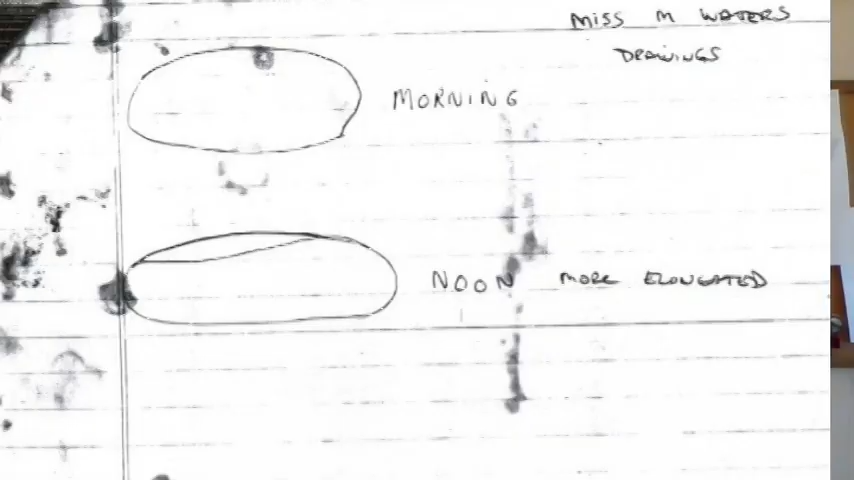 MISS M WATERS
DRAWINGS
MORNING
NOON MORE ELONGATED